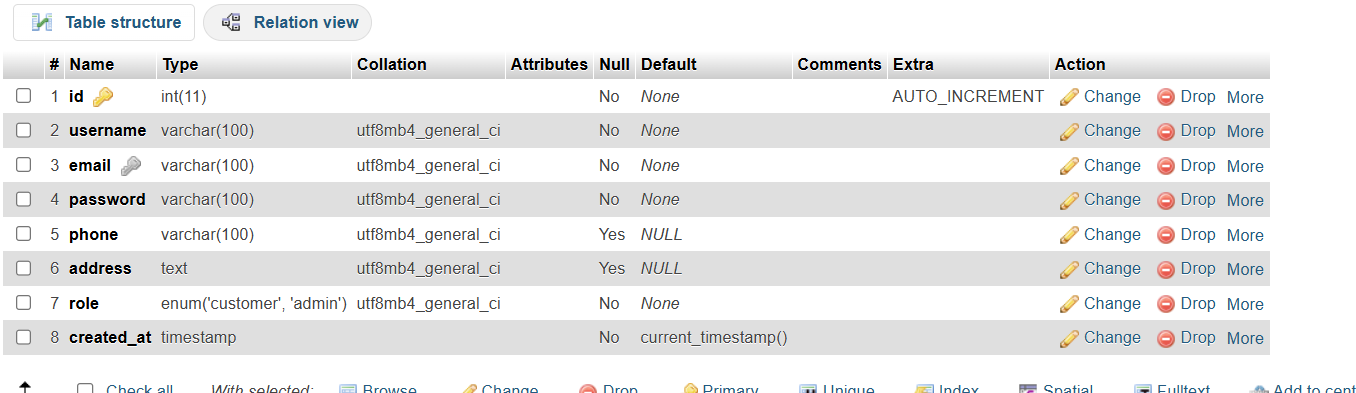 Table structure Relation view
# Name Type Collation Attributes Null Default Comments Extra Action
1 id int(11) No None AUTO_INCREMENT Change Drop More
2 username varchar(100) utf8mb4_general_ci No None Change Drop More
3 email varchar(100) utf8mb4_general_ci No None Change Drop More
4 password varchar(100) utf8mb4_general_ci No None Change Drop More
5 phone varchar(100) utf8mb4_general_ci Yes NULL Change Drop More
6 address text utf8mb4_general_ci Yes NULL Change Drop More
7 role enum('customer', 'admin') utf8mb4_general_ci No None Change Drop More
8 created_at timestamp No current_timestamp() Change Drop More
Check all With selected: Browse Change Drop Primary Unique Index Spatial Fulltext Add to cent